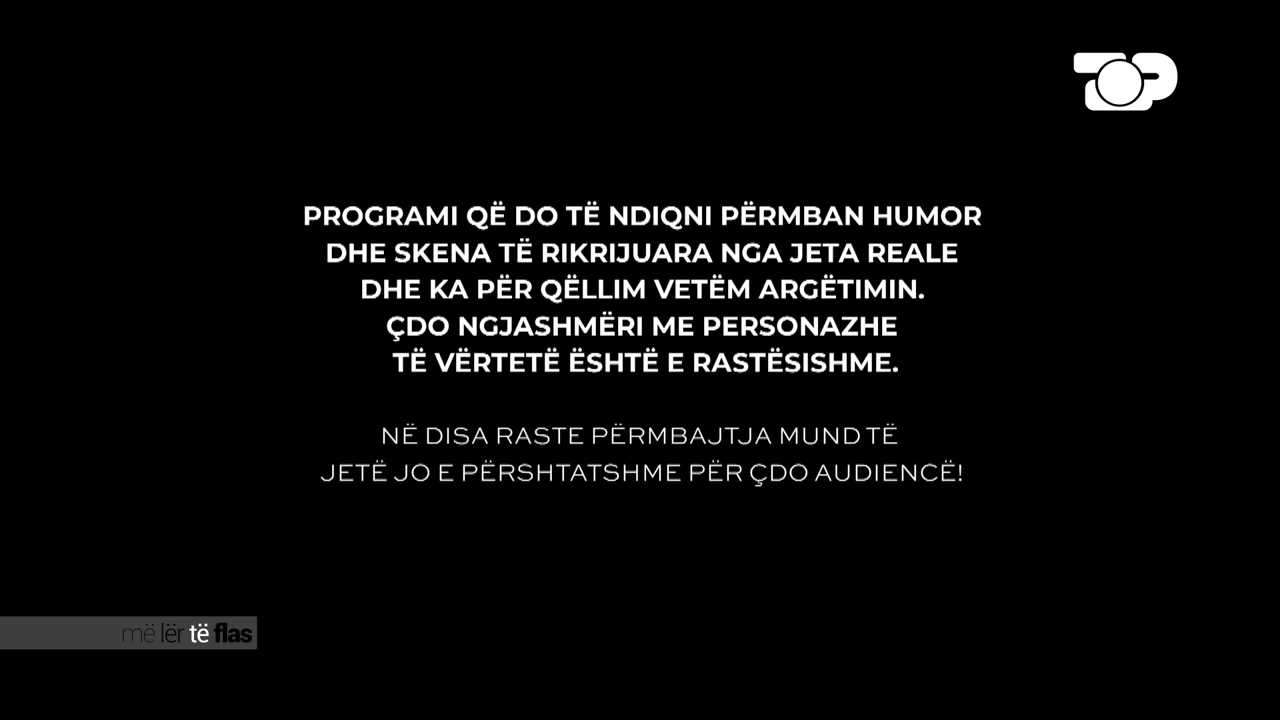 TOP
PROGRAMI QË DO TË NDIQNI PËRMBAN HUMOR
DHE SKENA TË RIKRIJUARA NGA JETA REALE
DHE KA PËR QËLLIM VETËM ARGËTIMIN.
ÇDO NGJASHMËRI ME PERSONAZHE
TË VËRTETË ËSHTË E RASTËSISHME.
NË DISA RASTE PËRMBAJTJA MUND TË
JETË JO E PËRSHTATSHME PËR ÇDO AUDIENCË!
më lër të flas